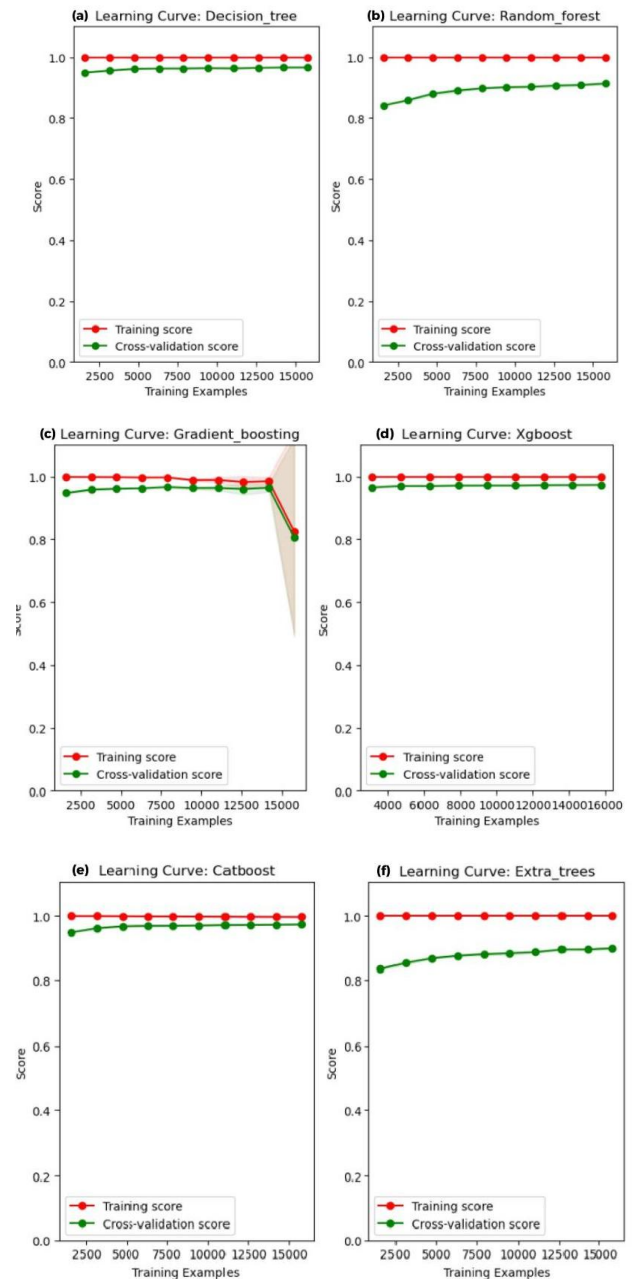 (a) Learning Curve: Decision_tree
1.0
0.8
0.6
0.4
0.2
0.0
Score
Training score
Cross-validation score
2500 5000 7500 10000 12500 15000
Training Examples
(b) Learning Curve: Random_forest
1.0
0.8
0.6
0.4
0.2
0.0
Score
Training score
Cross-validation score
2500 5000 7500 10000 12500 15000
Training Examples
(c) Learning Curve: Gradient_boosting
1.0
0.8
0.6
0.4
0.2
0.0
Score
Training score
Cross-validation score
2500 5000 7500 10000 12500 15000
Training Examples
(d) Learning Curve: Xgboost
1.0
0.8
0.6
0.4
0.2
0.0
Score
Training score
Cross-validation score
4000 6000 8000 10000 12000 14000 16000
Training Examples
(e) Learning Curve: Catboost
1.0
0.8
0.6
0.4
0.2
0.0
Score
Training score
Cross-validation score
2500 5000 7500 10000 12500 15000
Training Examples
(f) Learning Curve: Extra_trees
1.0
0.8
0.6
0.4
0.2
0.0
Score
Training score
Cross-validation score
2500 5000 7500 10000 12500 15000
Training Examples